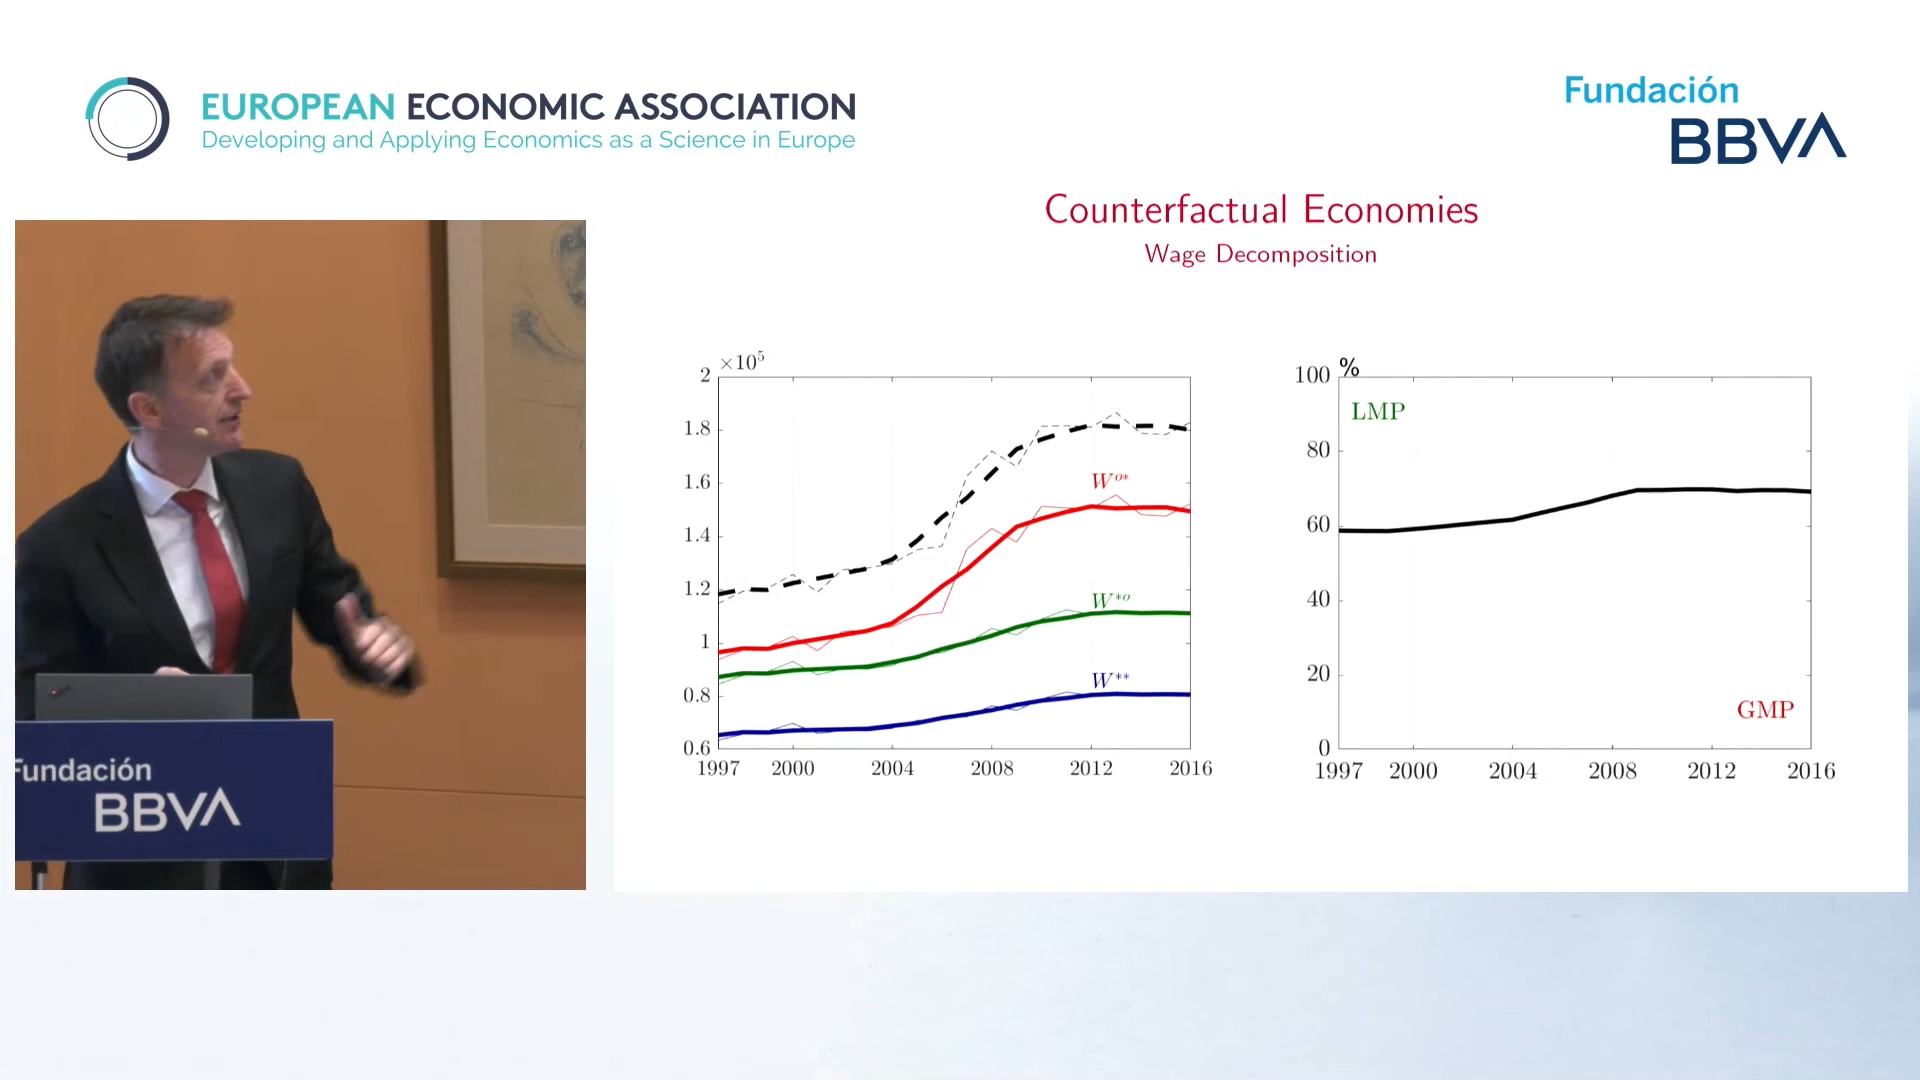 EUROPEAN ECONOMIC ASSOCIATION
Developing and Applying Economics as a Science in Europe
Fundación
BBVA
Counterfactual Economies
Wage Decomposition
×10⁵
2
1.8
1.6
1.4
1.2
1
0.8
0.6
W^{o*}
W^{*o}
W^{**}
1997 2000 2004 2008 2012 2016
%
100
80
60
40
20
0
LMP
GMP
1997 2000 2004 2008 2012 2016
Fundación
BBVA